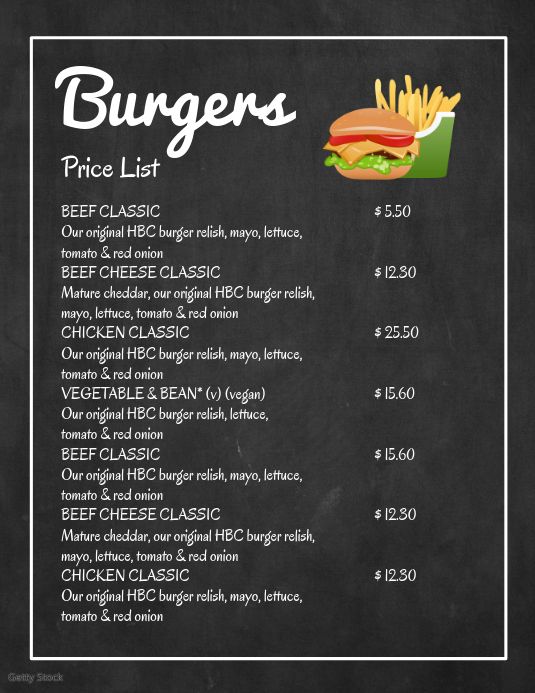 Burgers
Price List
BEEF CLASSIC $ 5.50
Our original HBC burger relish, mayo, lettuce,
tomato & red onion
BEEF CHEESE CLASSIC $ 12.30
Mature cheddar, our original HBC burger relish,
mayo, lettuce, tomato & red onion
CHICKEN CLASSIC $ 25.50
Our original HBC burger relish, mayo, lettuce,
tomato & red onion
VEGETABLE & BEAN* (v) (vegan) $ 15.60
Our original HBC burger relish, lettuce,
tomato & red onion
BEEF CLASSIC $ 15.60
Our original HBC burger relish, mayo, lettuce,
tomato & red onion
BEEF CHEESE CLASSIC $ 12.30
Mature cheddar, our original HBC burger relish,
mayo, lettuce, tomato & red onion
CHICKEN CLASSIC $ 12.30
Our original HBC burger relish, mayo, lettuce,
tomato & red onion
Getty Stock